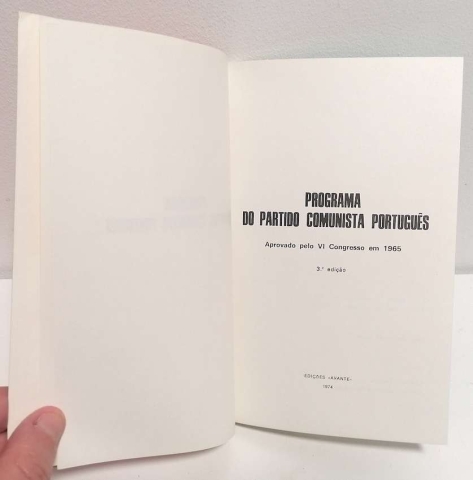 PROGRAMA
DO PARTIDO COMUNISTA PORTUGUÊS
Aprovado pelo VI Congresso em 1965
3.ª edição
EDIÇÕES «AVANTE»
1974